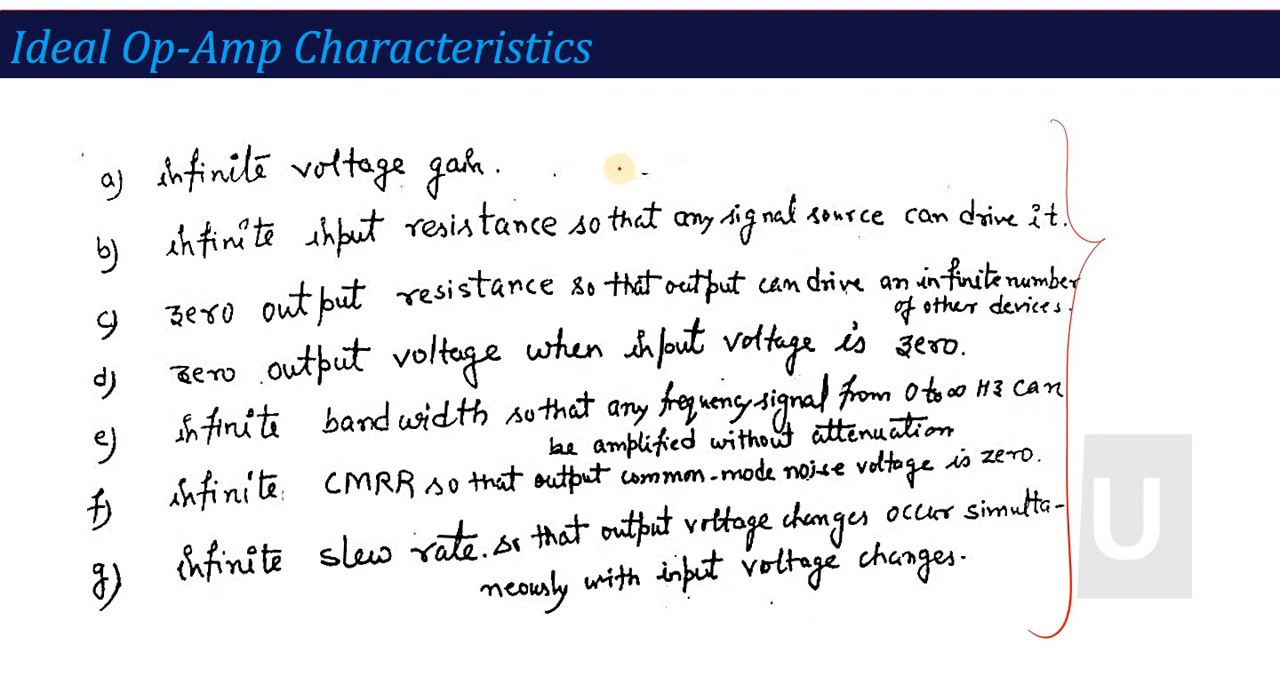 Ideal Op-Amp Characteristics
a) infinite voltage gain.
b) infinite input resistance so that any signal source can drive it.
c) zero output resistance so that output can drive an infinite number
of other devices.
d) zero output voltage when input voltage is zero.
e) infinite bandwidth so that any frequency signal from 0 to ∞ Hz can
be amplified without attenuation
f) infinite CMRR so that output common-mode noise voltage is zero.
g) infinite slew rate. so that output voltage changes occur simulta-
neously with input voltage changes.
U